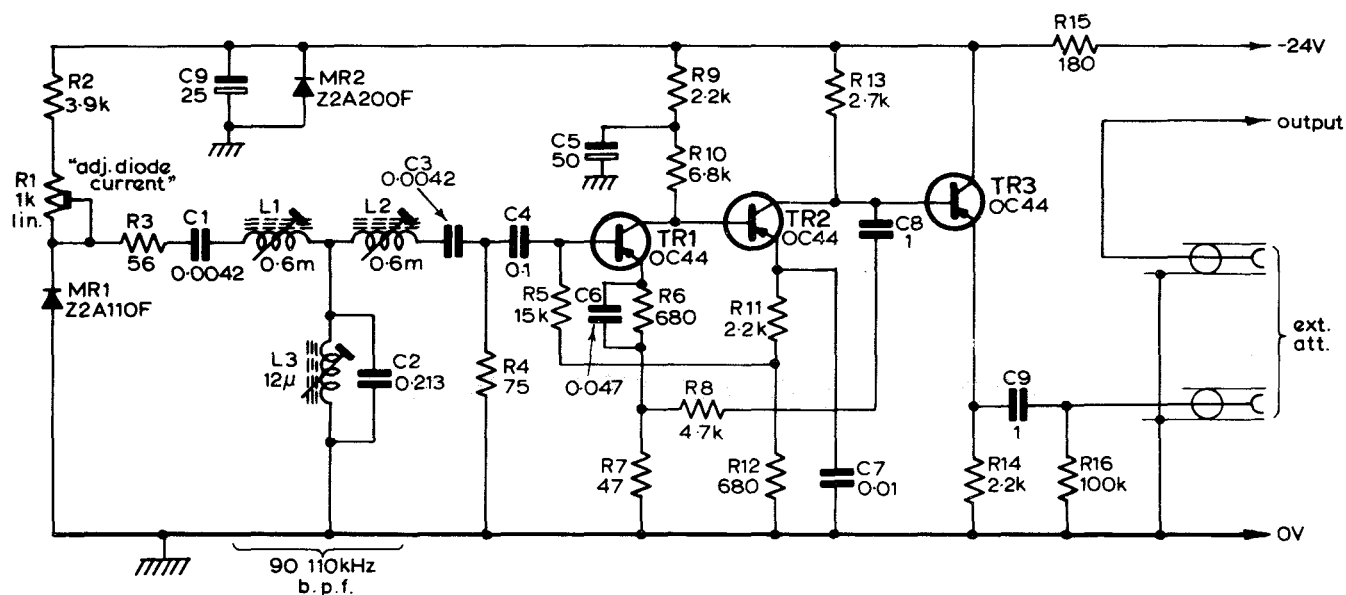 R15
180
-24V
R2
3.9k
C9
25
MR2
Z2A200F
R9
2.2k
R13
2.7k
output
"adj. diode
current"
C3
0.0042
C5
50
R10
6.8k
R1
1k
lin.
R3
56
C1
0.0042
L1
0.6m
L2
0.6m
C4
0.1
TR1
OC44
TR2
OC44
C8
1
TR3
OC44
MR1
Z2A110F
R5
15k
C6
0.047
R6
680
R11
2.2k
ext.
att.
L3
12µ
C2
0.213
R4
75
R8
4.7k
C9
1
R7
47
R12
680
C7
0.01
R14
2.2k
R16
100k
0V
90 110kHz
b.p.f.